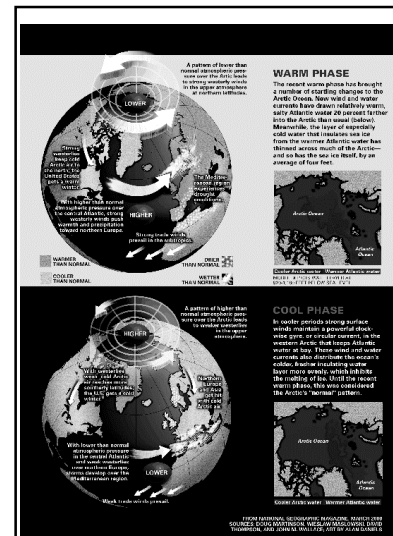 A pattern of lower than
normal atmospheric pres-
sure over the Arctic leads
to strong westerly winds
in the upper atmosphere
at northern latitudes.
LOWER
WARM PHASE
The recent warm phase has brought
a number of startling changes to the
Arctic Ocean. New wind and water
currents have drawn relatively warm,
salty Atlantic water 20 percent farther
into the Arctic than usual (below).
Meanwhile, the layer of especially
cold water that insulates sea ice
from the warmer Atlantic water has
thinned across much of the Arctic—
and so has the sea ice itself, by an
average of four feet.
Strong
westerlies
keep cold
Arctic air to
the north; the
United States
gets a warm
winter.
The Mediter-
ranean region
experiences
drought
conditions.
With higher than normal
atmospheric pressure over
the central Atlantic, strong
westerly winds push
warmth and precipitation
toward northern Europe.
HIGHER
Strong trade winds
prevail in the subtropics.
Arctic Ocean
Atlantic
Ocean
WARMER
THAN NORMAL
DRIER
THAN NORMAL
COOLER
THAN NORMAL
WETTER
THAN NORMAL
Cooler Arctic water Warmer Atlantic water
A pattern of higher than
normal atmospheric pres-
sure over the Arctic leads
to weaker westerlies
in the upper
atmosphere.
HIGHER
COOL PHASE
In cooler periods strong surface
winds maintain a powerful clock-
wise gyre, or circular current, in the
western Arctic that keeps Atlantic
water at bay. Those wind and water
currents also distribute the ocean's
colder, fresher insulating water
layer more evenly, which inhibits
the melting of ice. Until the recent
warm phase, this was considered
the Arctic's "normal" pattern.
With westerlies
weak, cold Arctic
air reaches more
southerly latitudes;
the U.S. gets a cold
winter.
Northern
Europe
and Asia
get hit
with cold
Arctic air.
With lower than normal
atmospheric pressure
in the central Atlantic
and weak westerlies
over northern Europe,
storms develop over the
Mediterranean region.
LOWER
Weak trade winds prevail.
Arctic Ocean
Atlantic
Ocean
Cooler Arctic water Warmer Atlantic water
FROM NATIONAL GEOGRAPHIC MAGAZINE, MARCH 2000
SOURCES: DOUG MARTINSON, WIESLAW MASLOWSKI, DAVID
THOMPSON, AND JOHN M. WALLACE; ART BY ALAN DANIELS